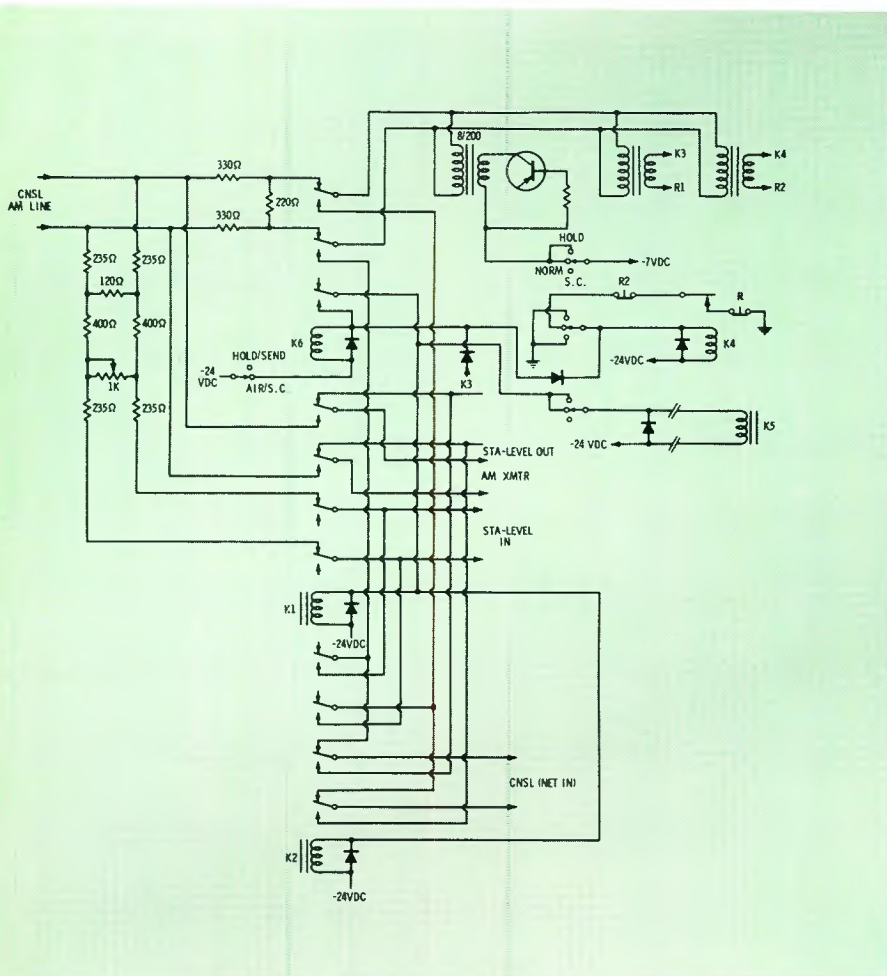 8/200
K3
R1
K4
R2
CNSL
AM LINE
330Ω
220Ω
330Ω
HOLD
NORM
S.C.
-7VDC
235Ω
235Ω
120Ω
400Ω
400Ω
1K
235Ω
235Ω
R2
R
K6
HOLD/SEND
-24
VDC
AIR/S.C.
K3
-24VDC
K4
-24 VDC
K5
STA-LEVEL OUT
AM XMTR
STA-LEVEL
IN
K1
-24VDC
CNSL (NET IN)
K2
-24VDC